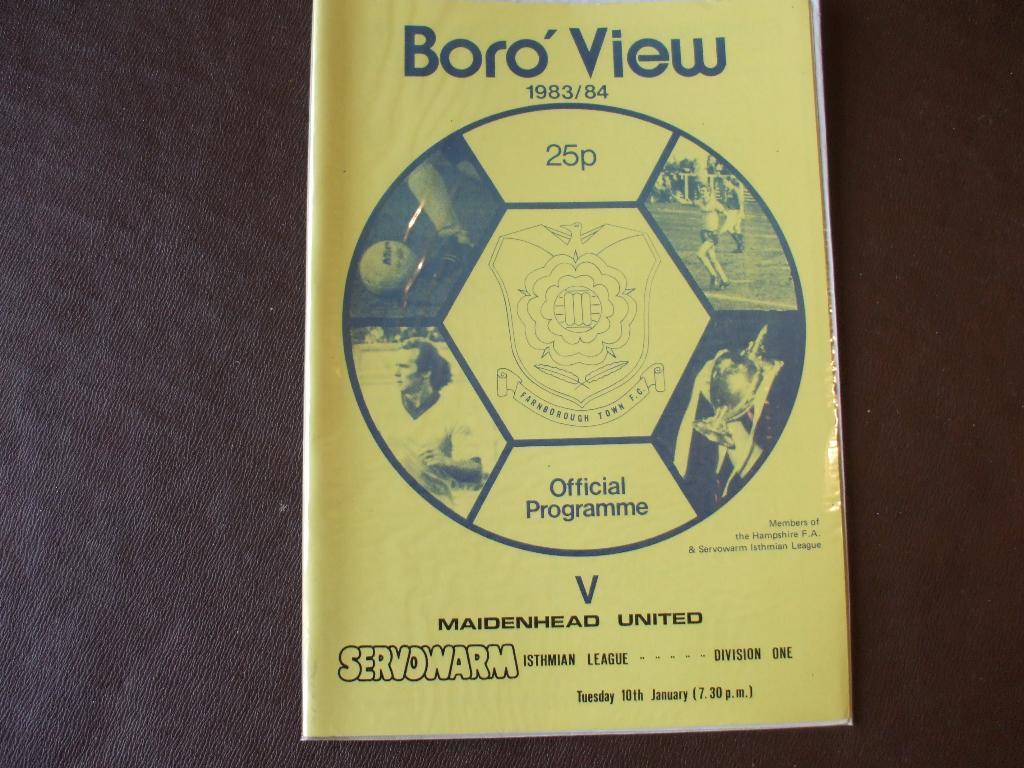 Boro' View
1983/84
25p
FARNBOROUGH TOWN F.C.
Official
Programme
Members of
the Hampshire F.A.
& Servowarm Isthmian League
V
MAIDENHEAD UNITED
SERVOWARM ISTHMIAN LEAGUE ·· ·· ·· ·· ·· DIVISION ONE
Tuesday 10th January (7.30 p.m.)